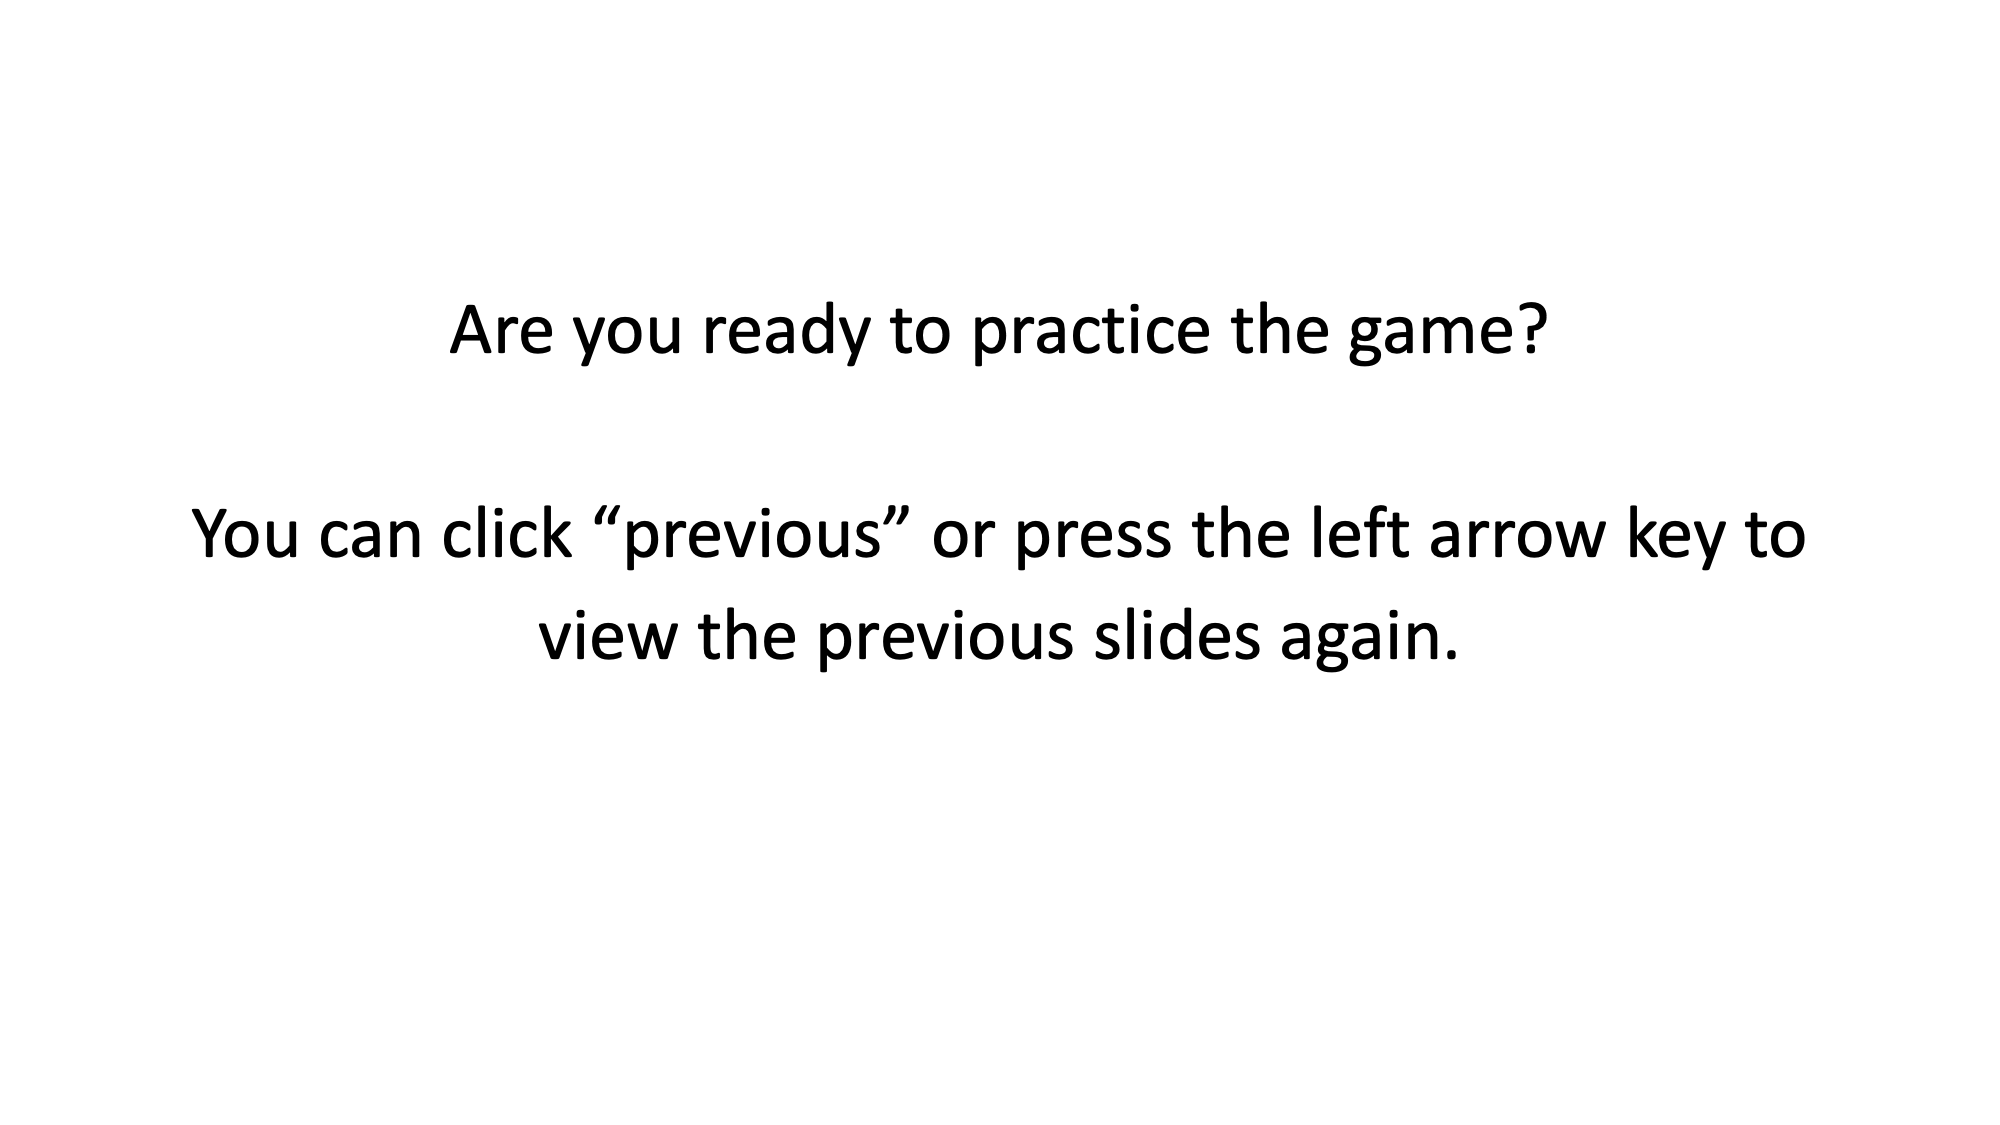 Are you ready to practice the game?
You can click “previous” or press the left arrow key to
view the previous slides again.